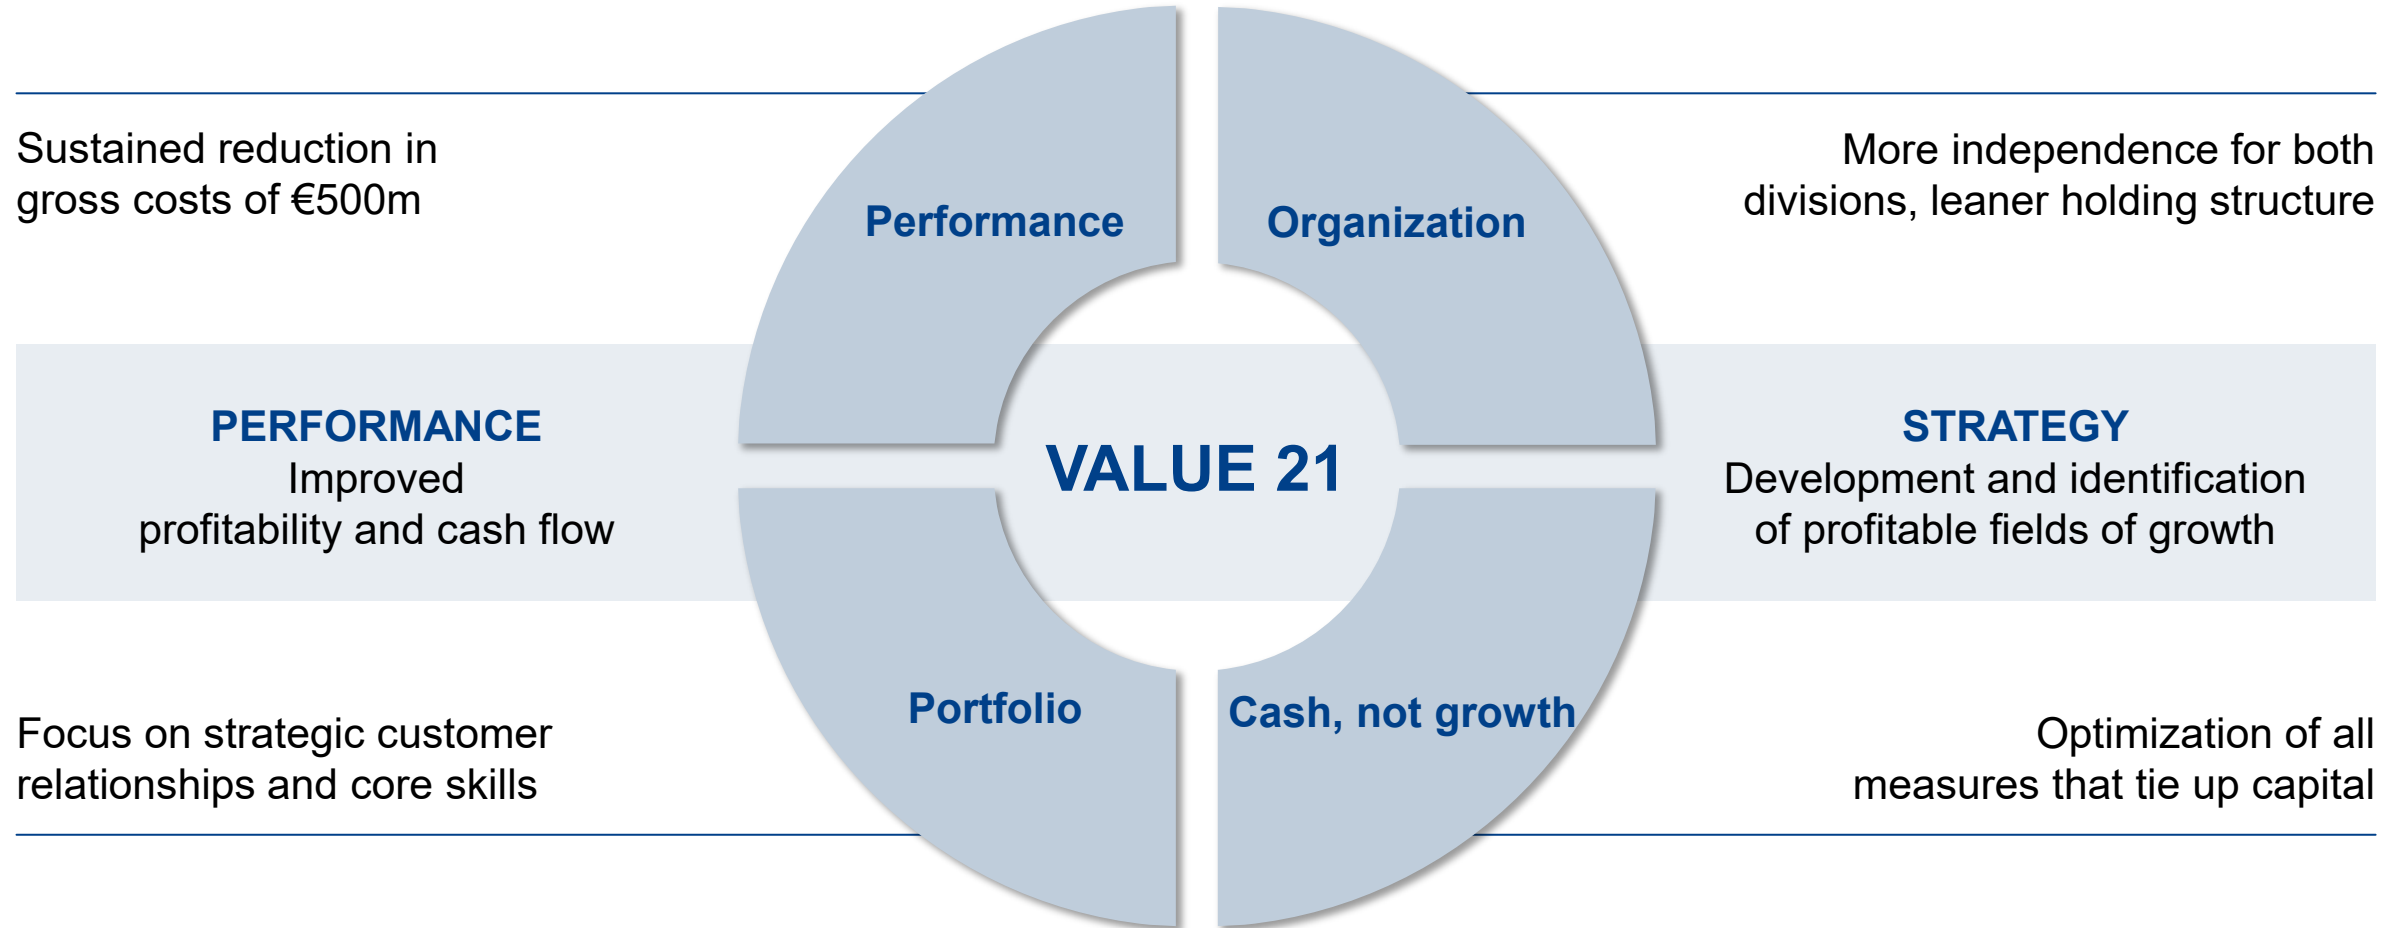 Sustained reduction in
gross costs of €500m
Performance
Organization
More independence for both
divisions, leaner holding structure
PERFORMANCE
Improved
profitability and cash flow
VALUE 21
STRATEGY
Development and identification
of profitable fields of growth
Focus on strategic customer
relationships and core skills
Portfolio
Cash, not growth
Optimization of all
measures that tie up capital